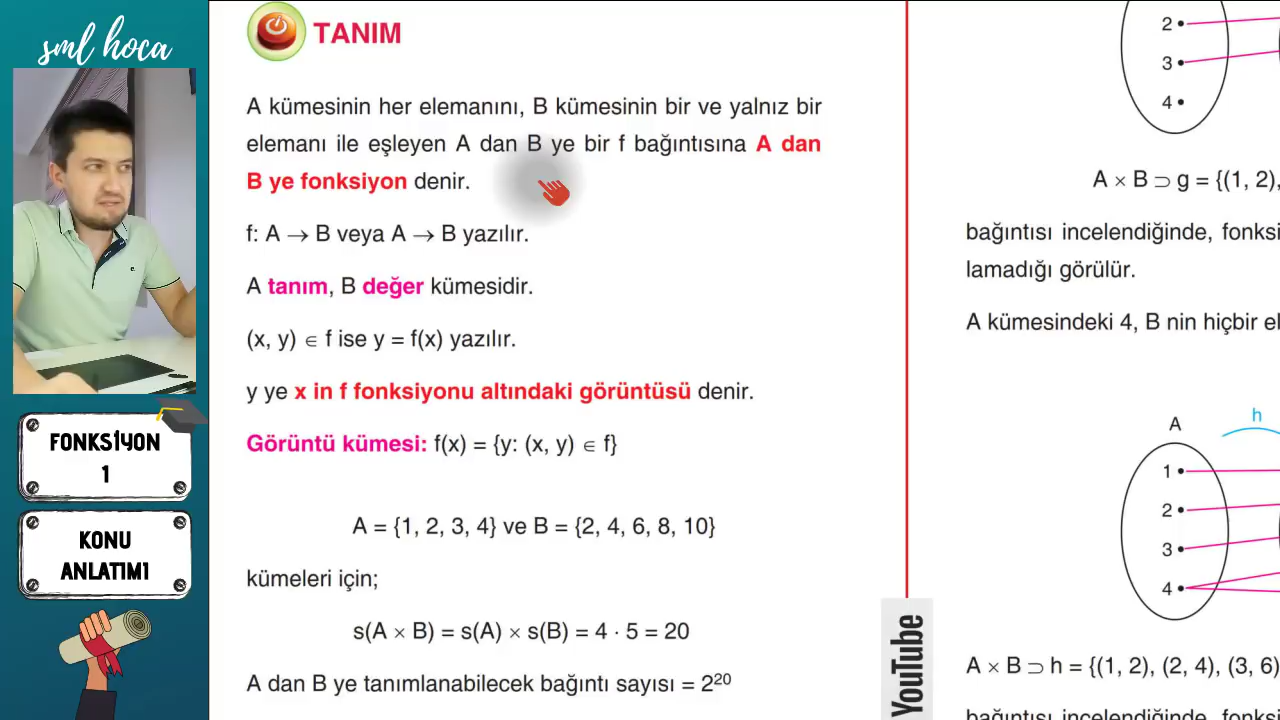 sml hoca
FONKSİYON
1
KONU
ANLATIMI
TANIM
A kümesinin her elemanını, B kümesinin bir ve yalnız bir
elemanı ile eşleyen A dan B ye bir f bağıntısına A dan
B ye fonksiyon denir.
f: A → B veya A → B yazılır.
A tanım, B değer kümesidir.
(x, y) ∈ f ise y = f(x) yazılır.
y ye x in f fonksiyonu altındaki görüntüsü denir.
Görüntü kümesi: f(x) = {y: (x, y) ∈ f}
A = {1, 2, 3, 4} ve B = {2, 4, 6, 8, 10}
kümeleri için;
s(A × B) = s(A) × s(B) = 4 · 5 = 20
A dan B ye tanımlanabilecek bağıntı sayısı = 2²⁰
YouTube
2
3
4
A × B ⊃ g = {(1, 2),
bağıntısı incelendiğinde, fonksi
lamadığı görülür.
A kümesindeki 4, B nin hiçbir el
A
h
1
2
3
4
A × B ⊃ h = {(1, 2), (2, 4), (3, 6)
bağıntısı incelendiğinde, fonksi